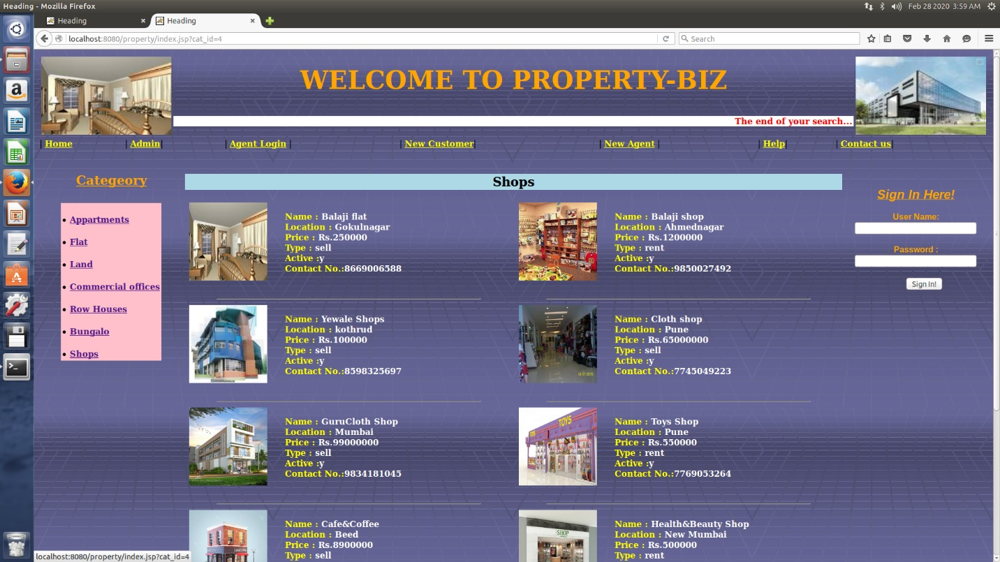 Heading - Mozilla Firefox
Feb 28 2020 3:59 AM
Heading
Heading
localhost:8080/property/index.jsp?cat_id=4
Search
WELCOME TO PROPERTY-BIZ
The end of your search...
| Home | Admin| | Agent Login | | New Customer| | New Agent | | Help| | Contact us|
Categeory
Appartments
Flat
Land
Commercial offices
Row Houses
Bungalo
Shops
Shops
Name : Balaji flat
Location : Gokulnagar
Price : Rs.250000
Type : sell
Active :y
Contact No.:8669006588
Name : Balaji shop
Location : Ahmednagar
Price : Rs.1200000
Type : rent
Active :y
Contact No.:9850027492
Name : Yewale Shops
Location : kothrud
Price : Rs.100000
Type : sell
Active :y
Contact No.:8598325697
Name : Cloth shop
Location : Pune
Price : Rs.65000000
Type : sell
Active :y
Contact No.:7745049223
Name : GuruCloth Shop
Location : Mumbai
Price : Rs.99000000
Type : sell
Active :y
Contact No.:9834181045
TOYS
Name : Toys Shop
Location : Pune
Price : Rs.550000
Type : rent
Active :y
Contact No.:7769053264
Name : Cafe&Coffee
Location : Beed
Price : Rs.8900000
Type : sell
SHOP
Name : Health&Beauty Shop
Location : New Mumbai
Price : Rs.500000
Type : rent
Sign In Here!
User Name:
Password :
Sign In!
localhost:8080/property/index.jsp?cat_id=4